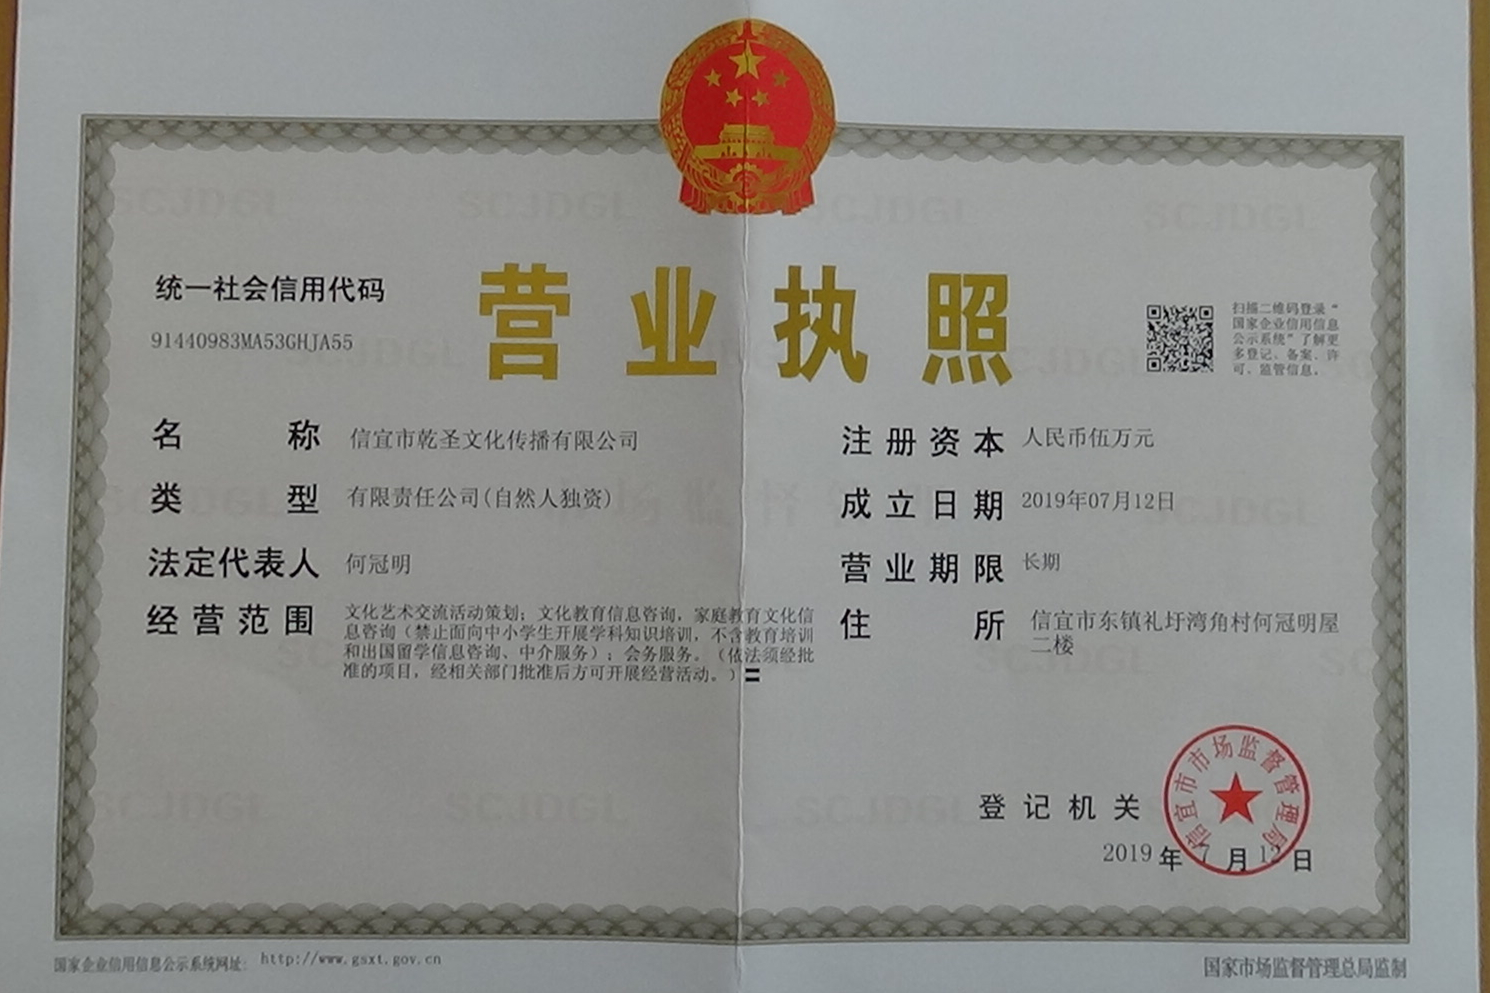 统一社会信用代码
91440983MA53GHJA55
营业执照
扫描二维码登录“
国家企业信用信息
公示系统”了解更
多登记、备案、许
可、监管信息。
名称 信宜市乾圣文化传播有限公司
类型 有限责任公司(自然人独资)
法定代表人 何冠明
经营范围 文化艺术交流活动策划；文化教育信息咨询，家庭教育文化信
息咨询（禁止面向中小学生开展学科知识培训，不含教育培训
和出国留学信息咨询、中介服务）；会务服务。（依法须经批
准的项目，经相关部门批准后方可开展经营活动。）〓
注册资本 人民币伍万元
成立日期 2019年07月12日
营业期限 长期
住所 信宜市东镇礼圩湾角村何冠明屋
二楼
登记机关
信宜市市场监督管理局
2019年7月12日
国家企业信用信息公示系统网址: http://www.gsxt.gov.cn
国家市场监督管理总局监制
SCJDGL
市场监督管理